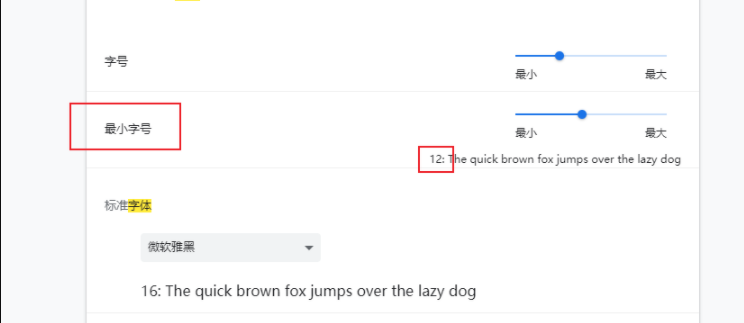 字号
最小 最大
最小字号
最小 最大
12: The quick brown fox jumps over the lazy dog
标准字体
微软雅黑
16: The quick brown fox jumps over the lazy dog